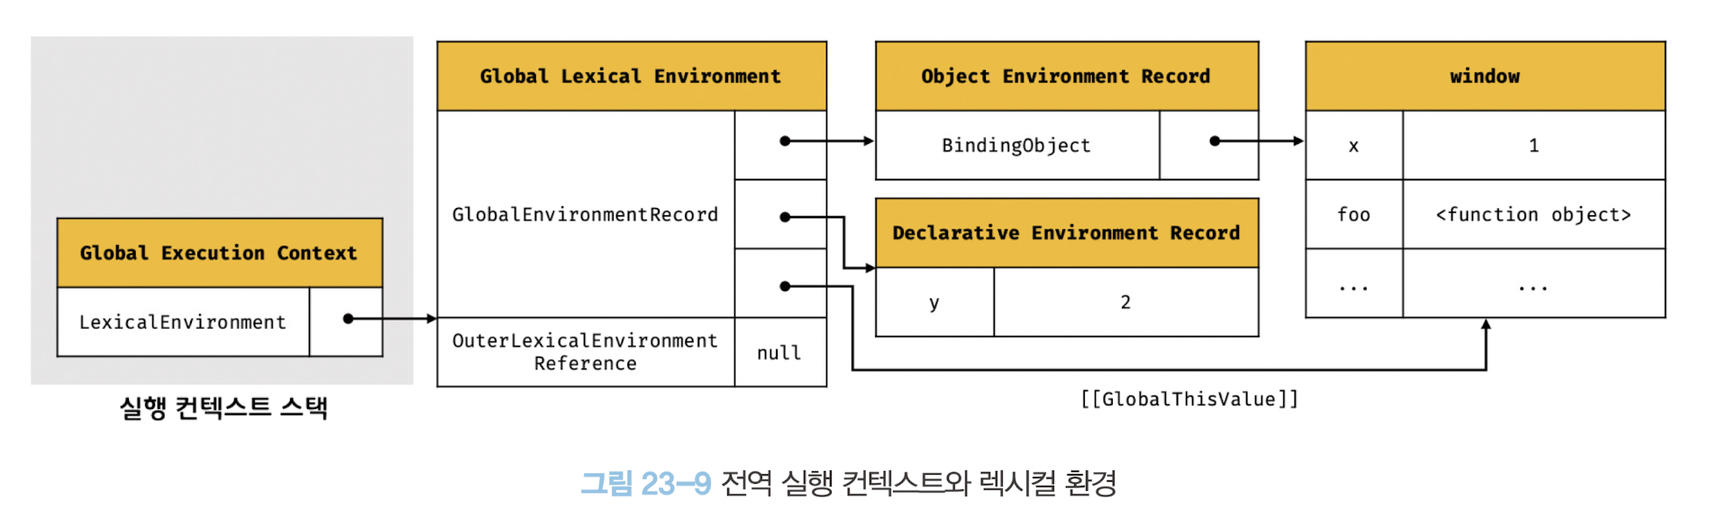 Global Execution Context
LexicalEnvironment
실행 컨텍스트 스택
Global Lexical Environment
GlobalEnvironmentRecord
OuterLexicalEnvironment
Reference
null
Object Environment Record
BindingObject
Declarative Environment Record
y
2
window
x
1
foo
<function object>
...
...
[[GlobalThisValue]]
그림 23-9 전역 실행 컨텍스트와 렉시컬 환경